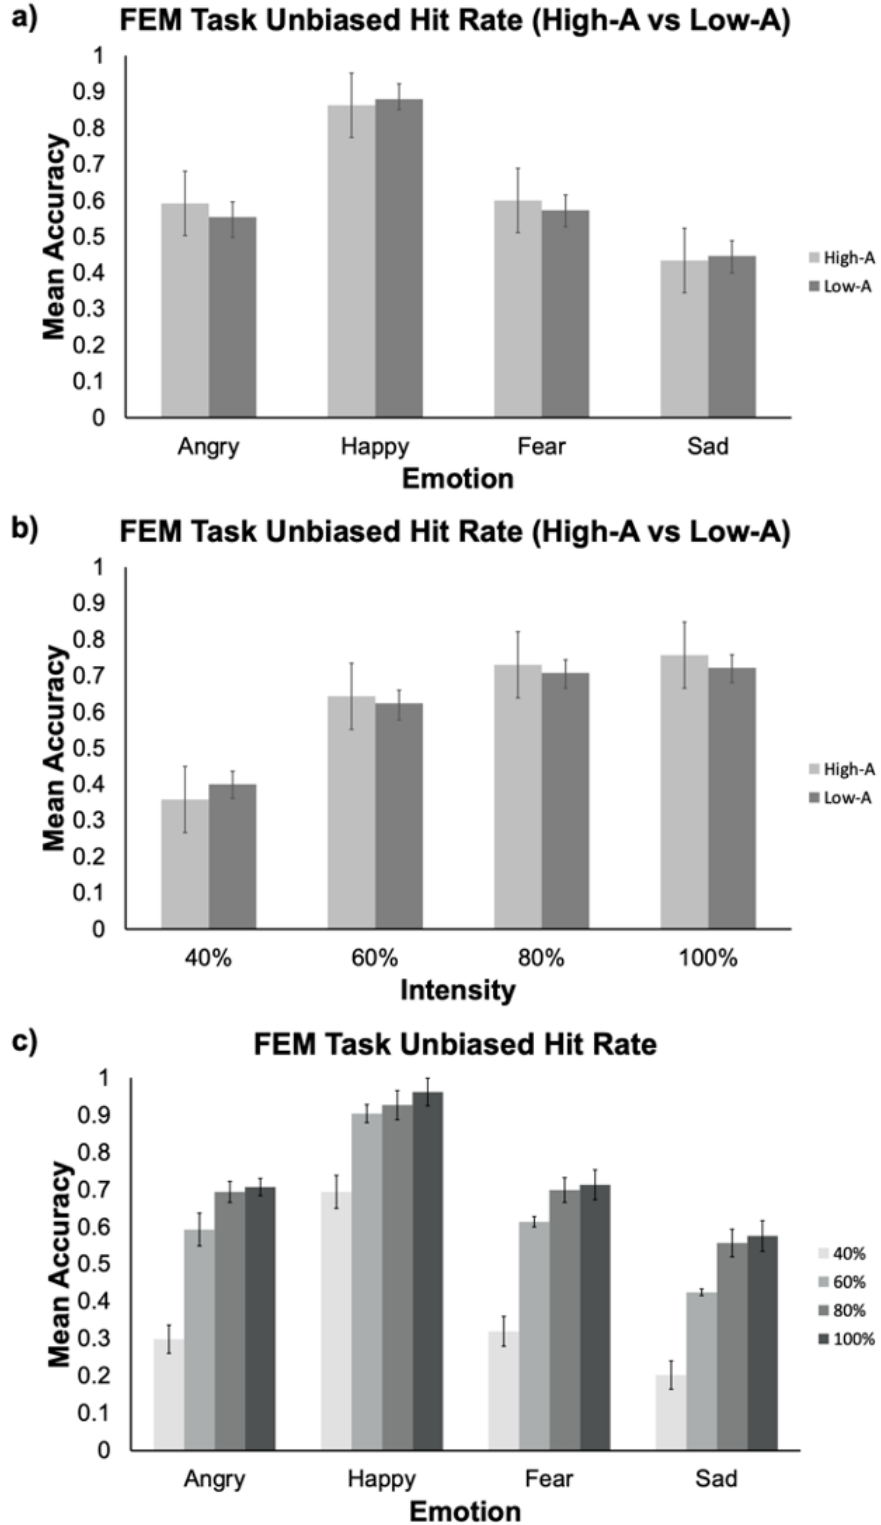 a)
FEM Task Unbiased Hit Rate (High-A vs Low-A)
Mean Accuracy
1
0.9
0.8
0.7
0.6
0.5
0.4
0.3
0.2
0.1
0
Angry Happy Fear Sad
Emotion
High-A
Low-A
b)
FEM Task Unbiased Hit Rate (High-A vs Low-A)
Mean Accuracy
1
0.9
0.8
0.7
0.6
0.5
0.4
0.3
0.2
0.1
0
40% 60% 80% 100%
Intensity
High-A
Low-A
c)
FEM Task Unbiased Hit Rate
Mean Accuracy
1
0.9
0.8
0.7
0.6
0.5
0.4
0.3
0.2
0.1
0
Angry Happy Fear Sad
Emotion
40%
60%
80%
100%